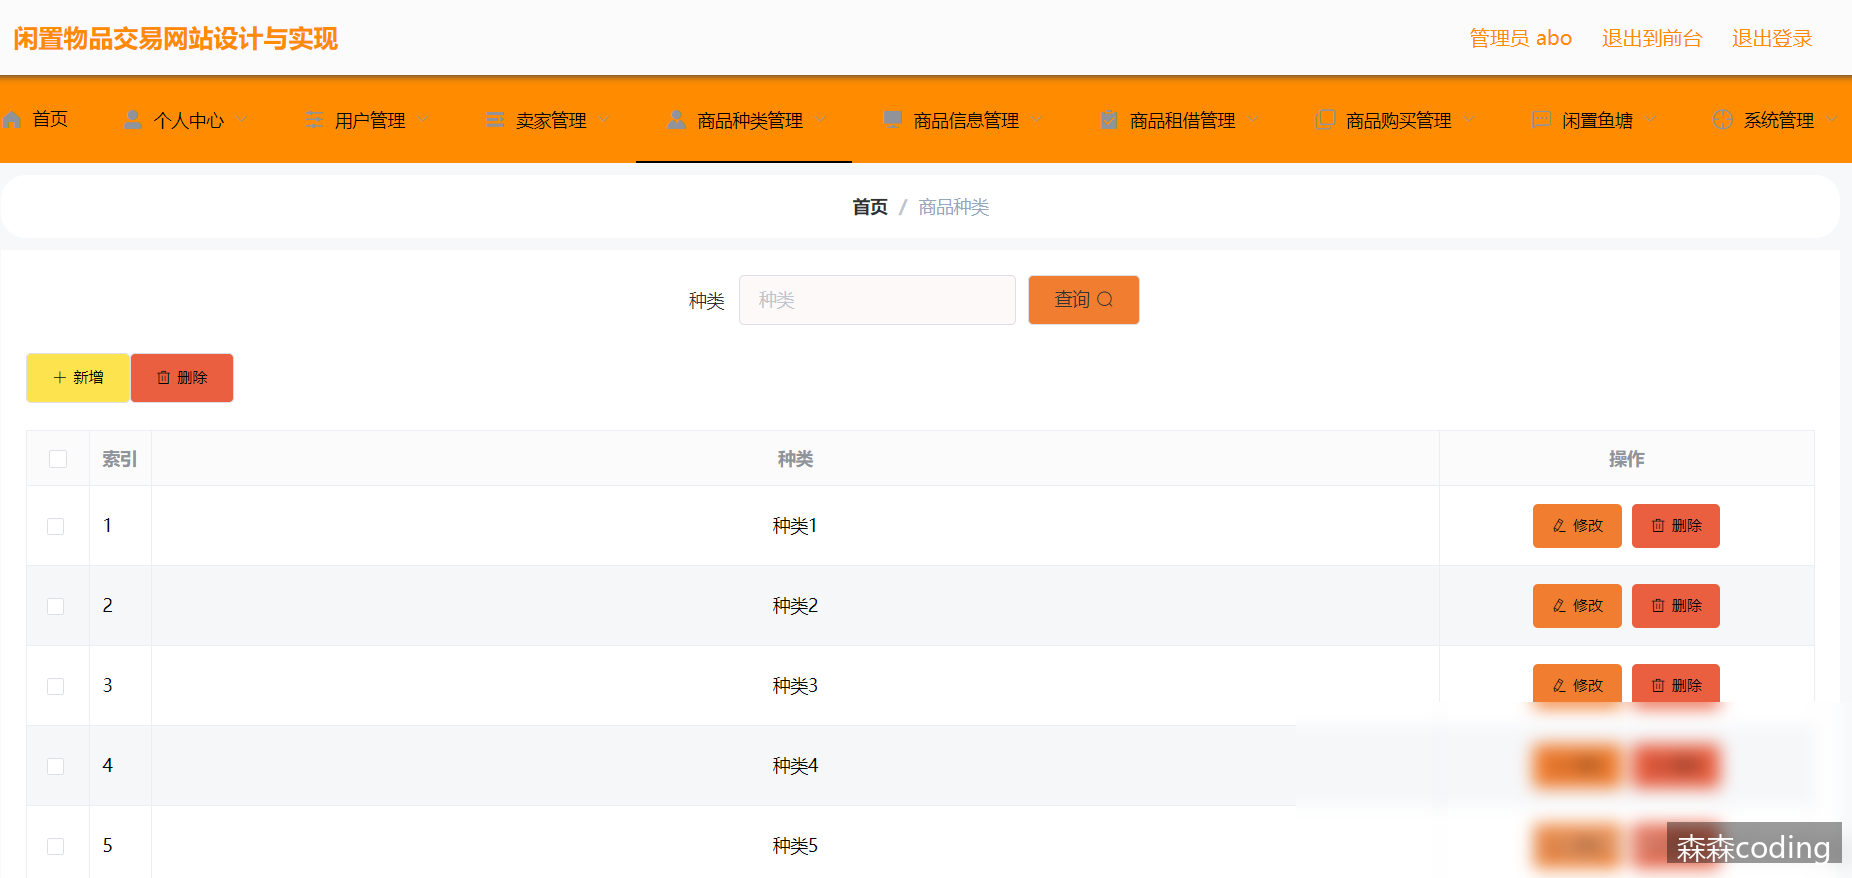 闲置物品交易网站设计与实现 管理员 abo 退出到前台 退出登录
首页 个人中心 用户管理 卖家管理 商品种类管理 商品信息管理 商品租借管理 商品购买管理 闲置鱼塘 系统管理
首页 / 商品种类
种类 种类 查询
新增 删除
索引 种类 操作
1 种类1 修改 删除
2 种类2 修改 删除
3 种类3 修改 删除
4 种类4
5 种类5
森森coding